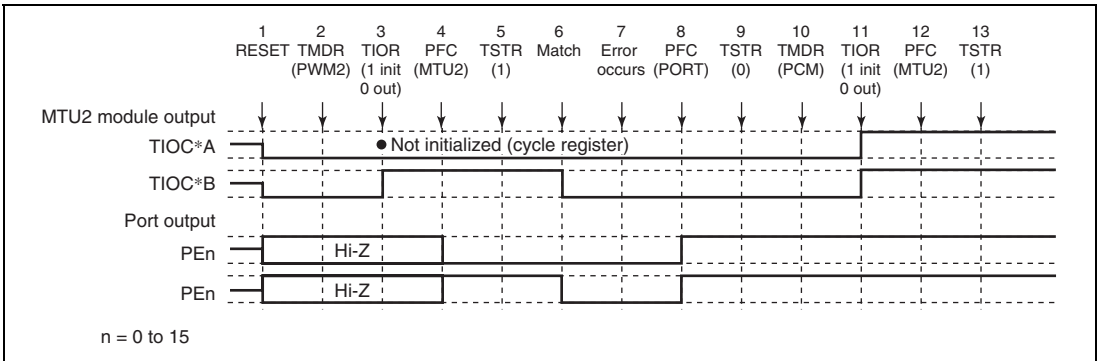 1 2 3 4 5 6 7 8 9 10 11 12 13
RESET TMDR TIOR PFC TSTR Match Error PFC TSTR TMDR TIOR PFC TSTR
(PWM2) (1 init (MTU2) (1) occurs (PORT) (0) (PCM) (1 init (MTU2) (1)
0 out) 0 out)
MTU2 module output
TIOC*A
● Not initialized (cycle register)
TIOC*B
Port output
PEn
Hi-Z
PEn
Hi-Z
n = 0 to 15